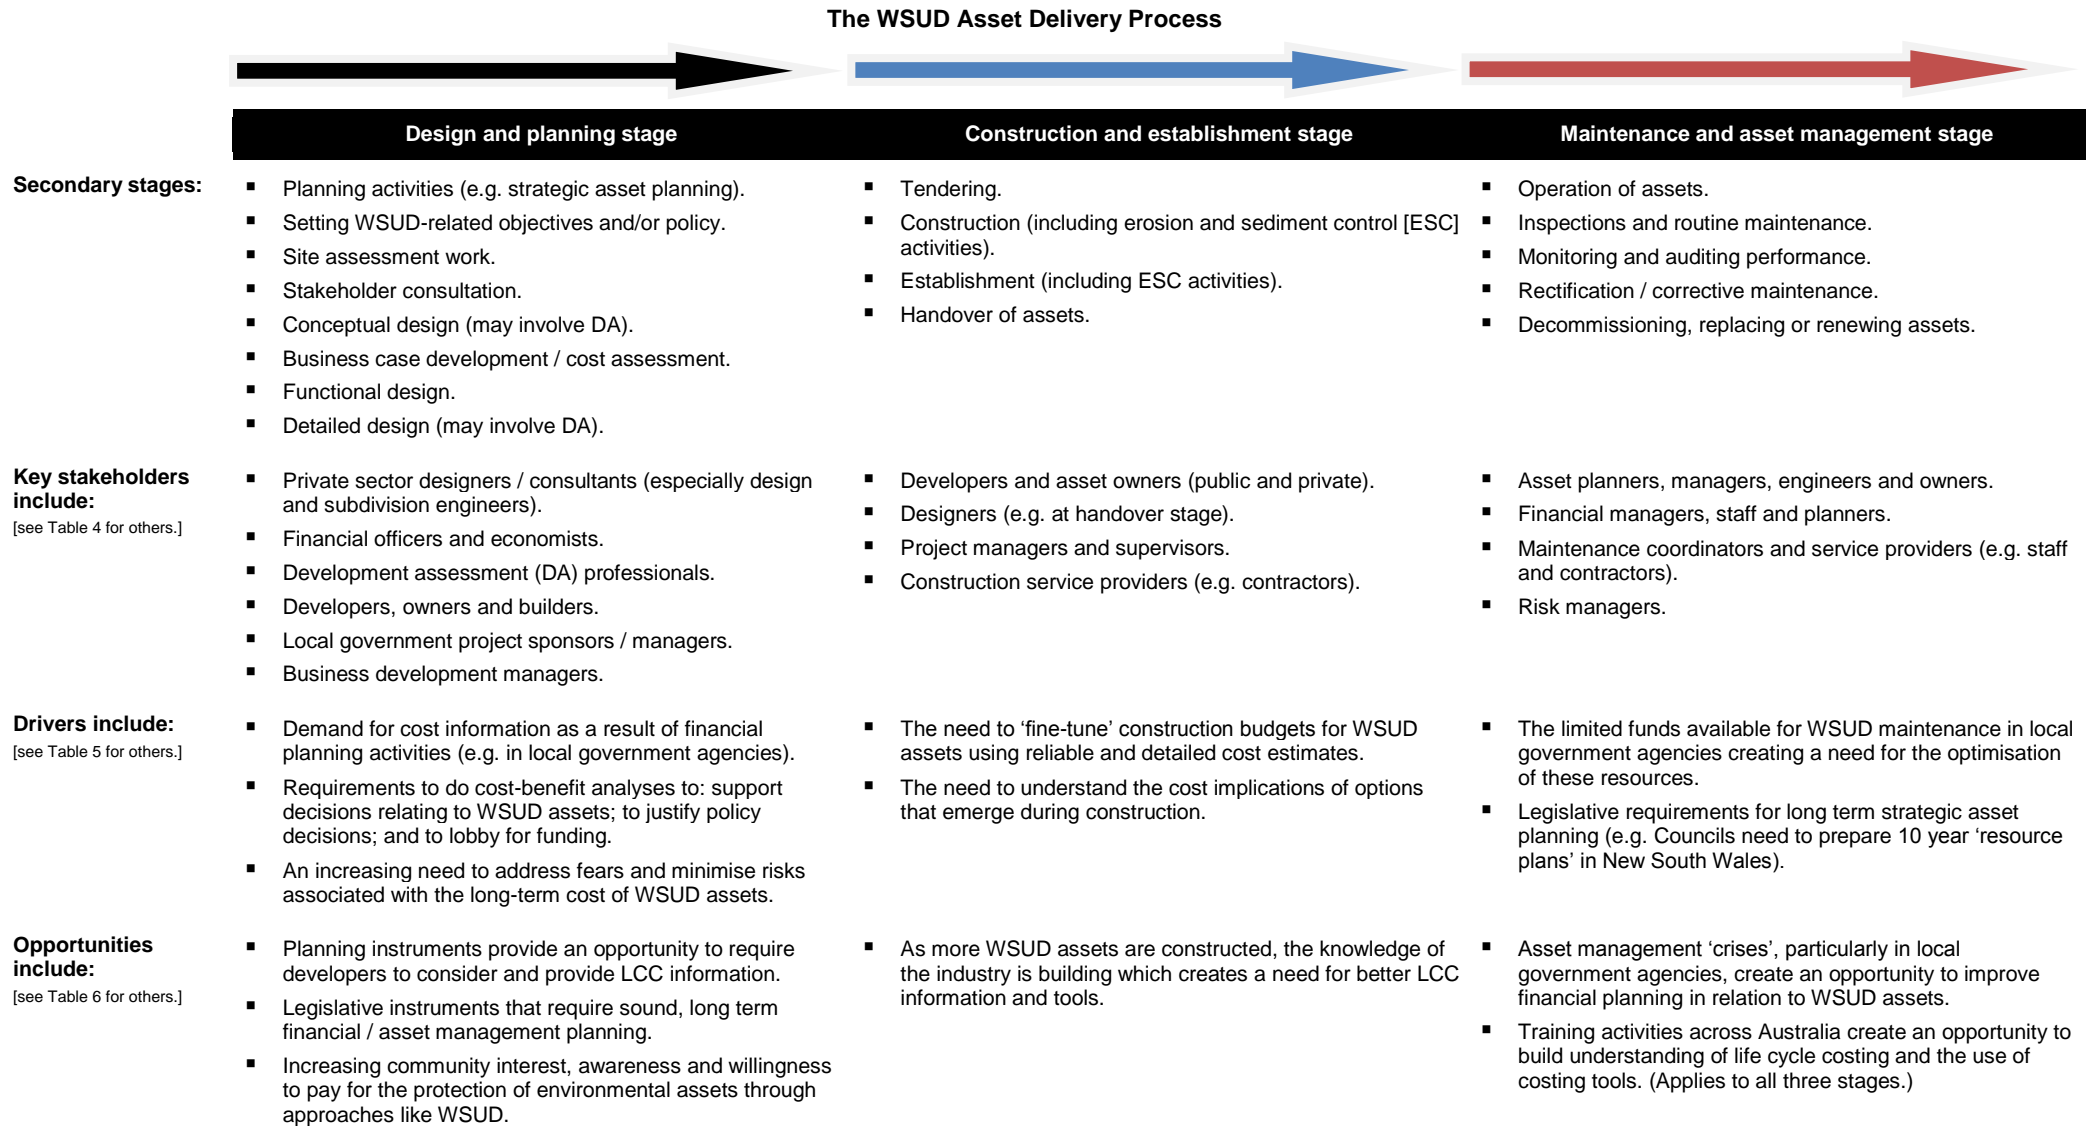 The WSUD Asset Delivery Process
Design and planning stage
Construction and establishment stage
Maintenance and asset management stage
Secondary stages:
▪ Planning activities (e.g. strategic asset planning).
▪ Setting WSUD-related objectives and/or policy.
▪ Site assessment work.
▪ Stakeholder consultation.
▪ Conceptual design (may involve DA).
▪ Business case development / cost assessment.
▪ Functional design.
▪ Detailed design (may involve DA).
▪ Tendering.
▪ Construction (including erosion and sediment control [ESC]
activities).
▪ Establishment (including ESC activities).
▪ Handover of assets.
▪ Operation of assets.
▪ Inspections and routine maintenance.
▪ Monitoring and auditing performance.
▪ Rectification / corrective maintenance.
▪ Decommissioning, replacing or renewing assets.
Key stakeholders
include:
[see Table 4 for others.]
▪ Private sector designers / consultants (especially design
and subdivision engineers).
▪ Financial officers and economists.
▪ Development assessment (DA) professionals.
▪ Developers, owners and builders.
▪ Local government project sponsors / managers.
▪ Business development managers.
▪ Developers and asset owners (public and private).
▪ Designers (e.g. at handover stage).
▪ Project managers and supervisors.
▪ Construction service providers (e.g. contractors).
▪ Asset planners, managers, engineers and owners.
▪ Financial managers, staff and planners.
▪ Maintenance coordinators and service providers (e.g. staff
and contractors).
▪ Risk managers.
Drivers include:
[see Table 5 for others.]
▪ Demand for cost information as a result of financial
planning activities (e.g. in local government agencies).
▪ Requirements to do cost-benefit analyses to: support
decisions relating to WSUD assets; to justify policy
decisions; and to lobby for funding.
▪ An increasing need to address fears and minimise risks
associated with the long-term cost of WSUD assets.
▪ The need to ‘fine-tune’ construction budgets for WSUD
assets using reliable and detailed cost estimates.
▪ The need to understand the cost implications of options
that emerge during construction.
▪ The limited funds available for WSUD maintenance in local
government agencies creating a need for the optimisation
of these resources.
▪ Legislative requirements for long term strategic asset
planning (e.g. Councils need to prepare 10 year ‘resource
plans’ in New South Wales).
Opportunities
include:
[see Table 6 for others.]
▪ Planning instruments provide an opportunity to require
developers to consider and provide LCC information.
▪ Legislative instruments that require sound, long term
financial / asset management planning.
▪ Increasing community interest, awareness and willingness
to pay for the protection of environmental assets through
approaches like WSUD.
▪ As more WSUD assets are constructed, the knowledge of
the industry is building which creates a need for better LCC
information and tools.
▪ Asset management ‘crises’, particularly in local
government agencies, create an opportunity to improve
financial planning in relation to WSUD assets.
▪ Training activities across Australia create an opportunity to
build understanding of life cycle costing and the use of
costing tools. (Applies to all three stages.)